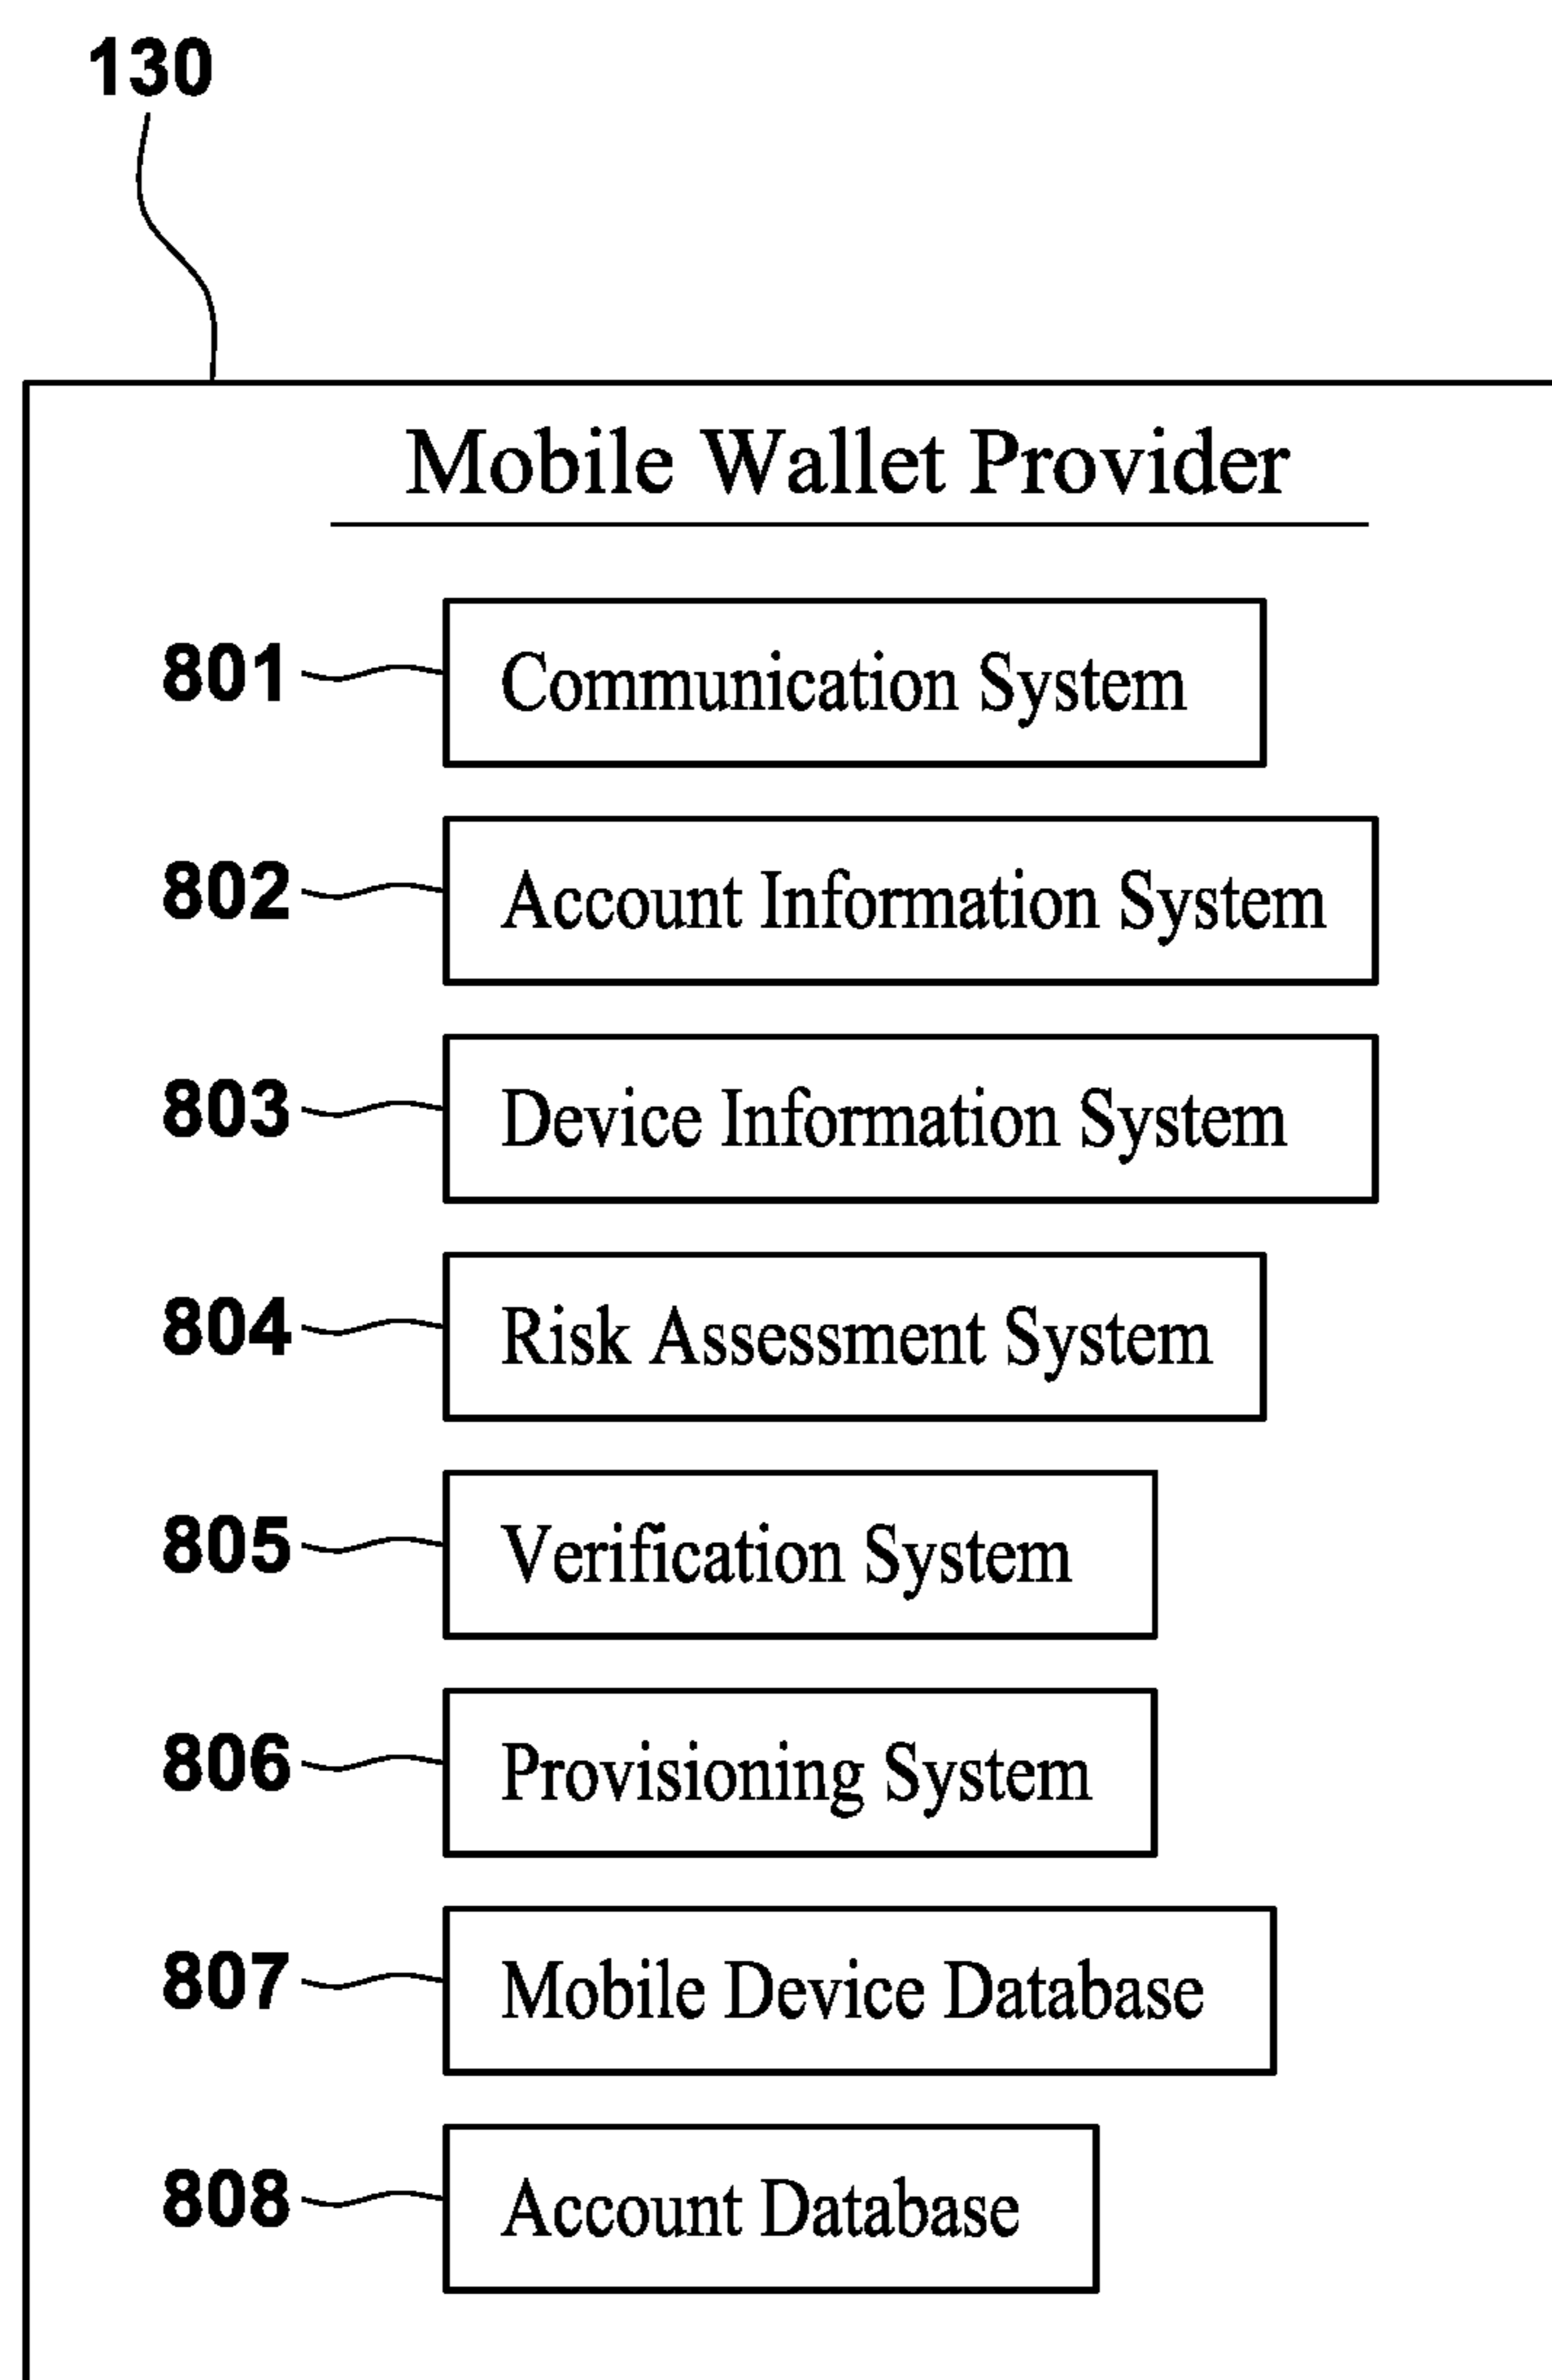 130
Mobile Wallet Provider
801 Communication System
802 Account Information System
803 Device Information System
804 Risk Assessment System
805 Verification System
806 Provisioning System
807 Mobile Device Database
808 Account Database